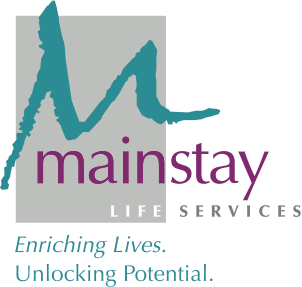 mainstay
LIFE SERVICES
Enriching Lives.
Unlocking Potential.